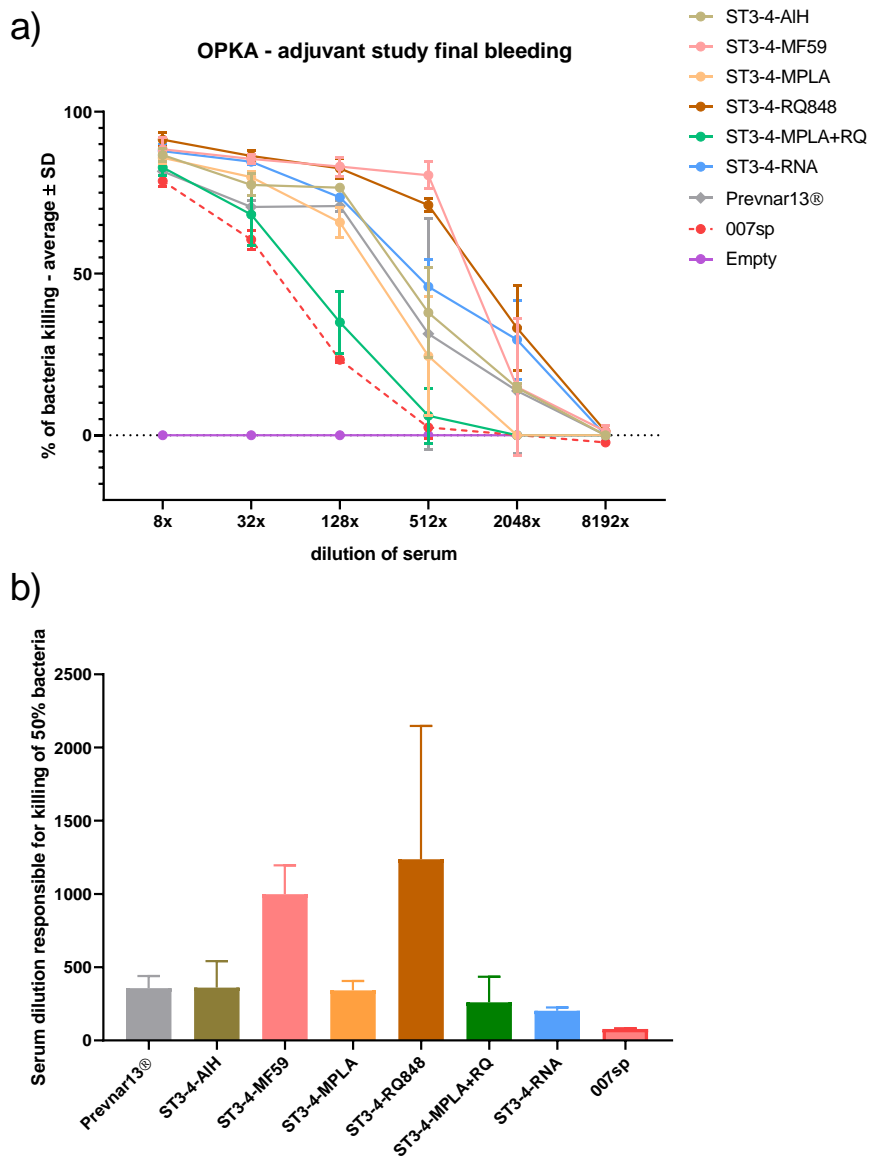 a)
OPKA - adjuvant study final bleeding
ST3-4-AlH
ST3-4-MF59
ST3-4-MPLA
ST3-4-RQ848
ST3-4-MPLA+RQ
ST3-4-RNA
Prevnar13®
007sp
Empty
% of bacteria killing - average ± SD
100
50
0
8x 32x 128x 512x 2048x 8192x
dilution of serum
b)
Serum dilution responsible for killing of 50% bacteria
2500
2000
1500
1000
500
0
Prevnar13®
ST3-4-AlH
ST3-4-MF59
ST3-4-MPLA
ST3-4-RQ848
ST3-4-MPLA+RQ
ST3-4-RNA
007sp